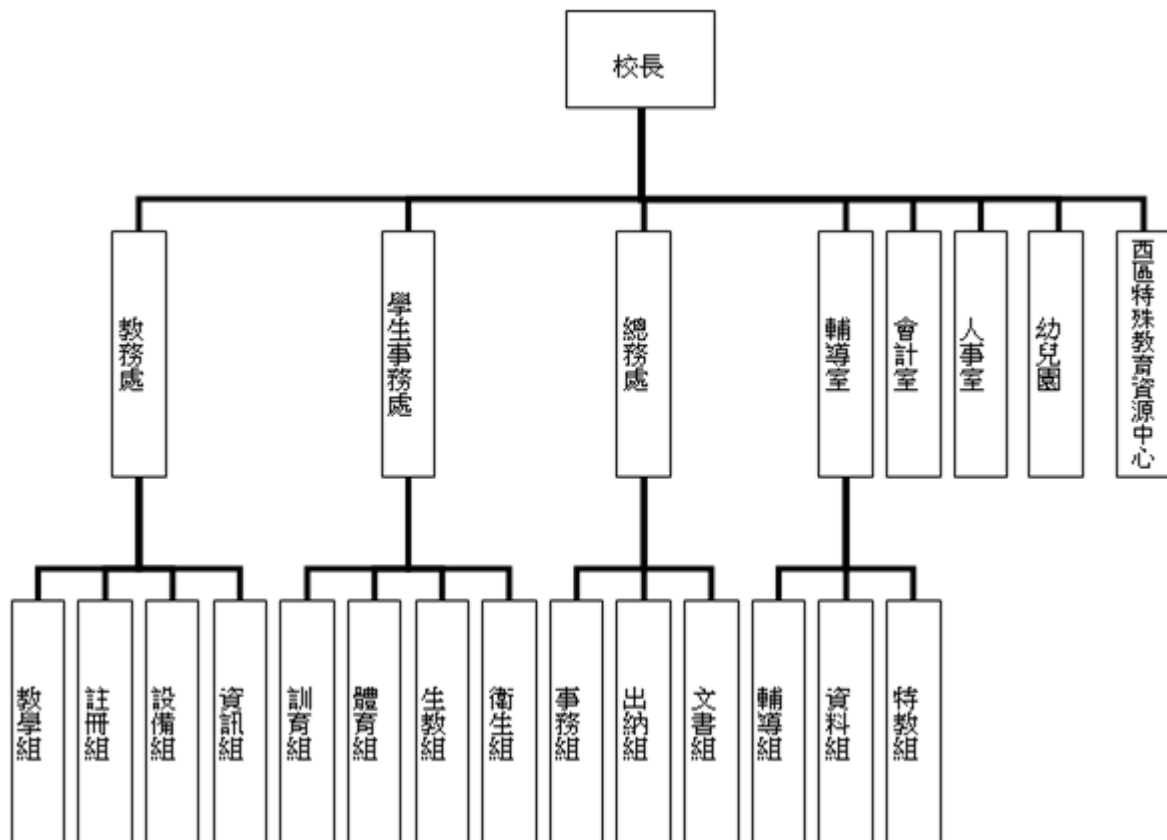 校長
教務處
學生事務處
總務處
輔導室
會計室
人事室
幼兒園
西區特殊教育資源中心
教學組
註冊組
設備組
資訊組
訓育組
體育組
生教組
衛生組
事務組
出納組
文書組
輔導組
資料組
特教組